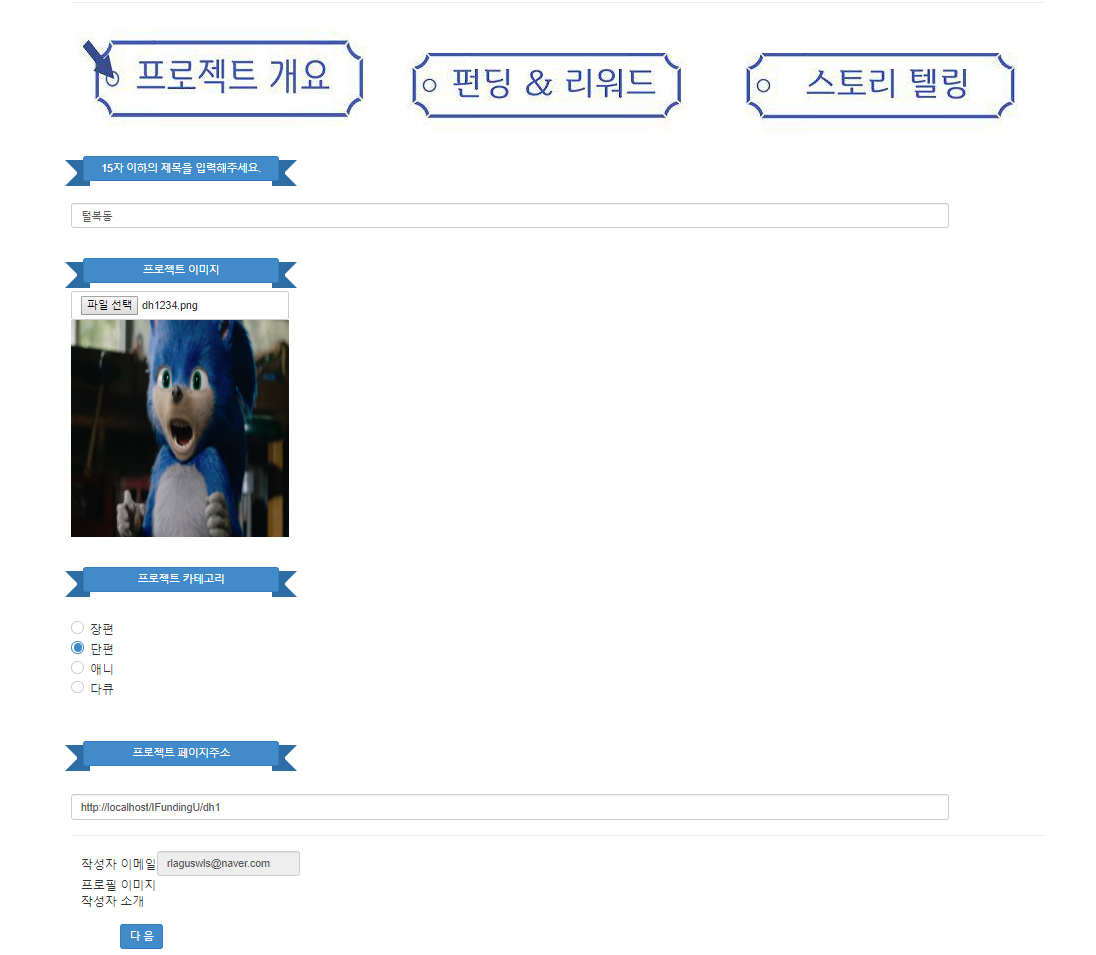 프로젝트 개요
펀딩 & 리워드
스토리 텔링
15자 이하의 제목을 입력해주세요.
털복동
프로젝트 이미지
파일 선택 dh1234.png
프로젝트 카테고리
장편
단편
애니
다큐
프로젝트 페이지주소
http://localhost/IFundingU/dh1
작성자 이메일 rlaguswls@naver.com
프로필 이미지
작성자 소개
다 음